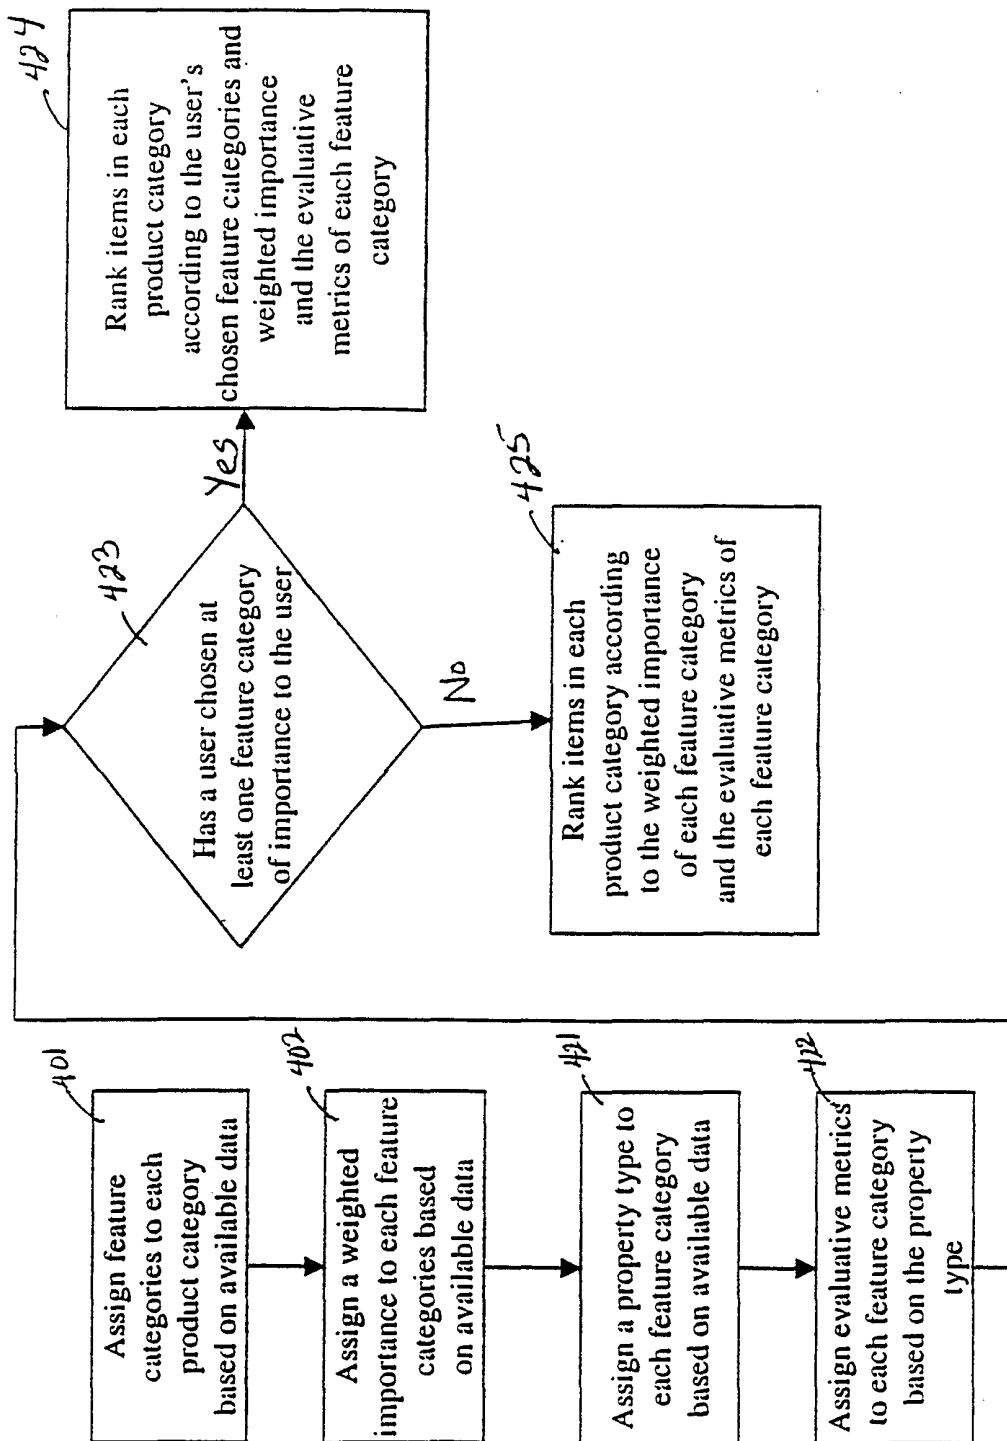 401
Assign feature
categories to each
product category
based on available data
402
Assign a weighted
importance to each feature
categories based
on available data
421
Assign a property type to
each feature category
based on available data
422
Assign evaluative metrics
to each feature category
based on the property
type
423
Has a user chosen at
least one feature category
of importance to the user
Yes
No
424
Rank items in each
product category
according to the user's
chosen feature categories and
weighted importance
and the evaluative
metrics of each feature
category
425
Rank items in each
product category according
to the weighted importance
of each feature category
and the evaluative metrics of
each feature category